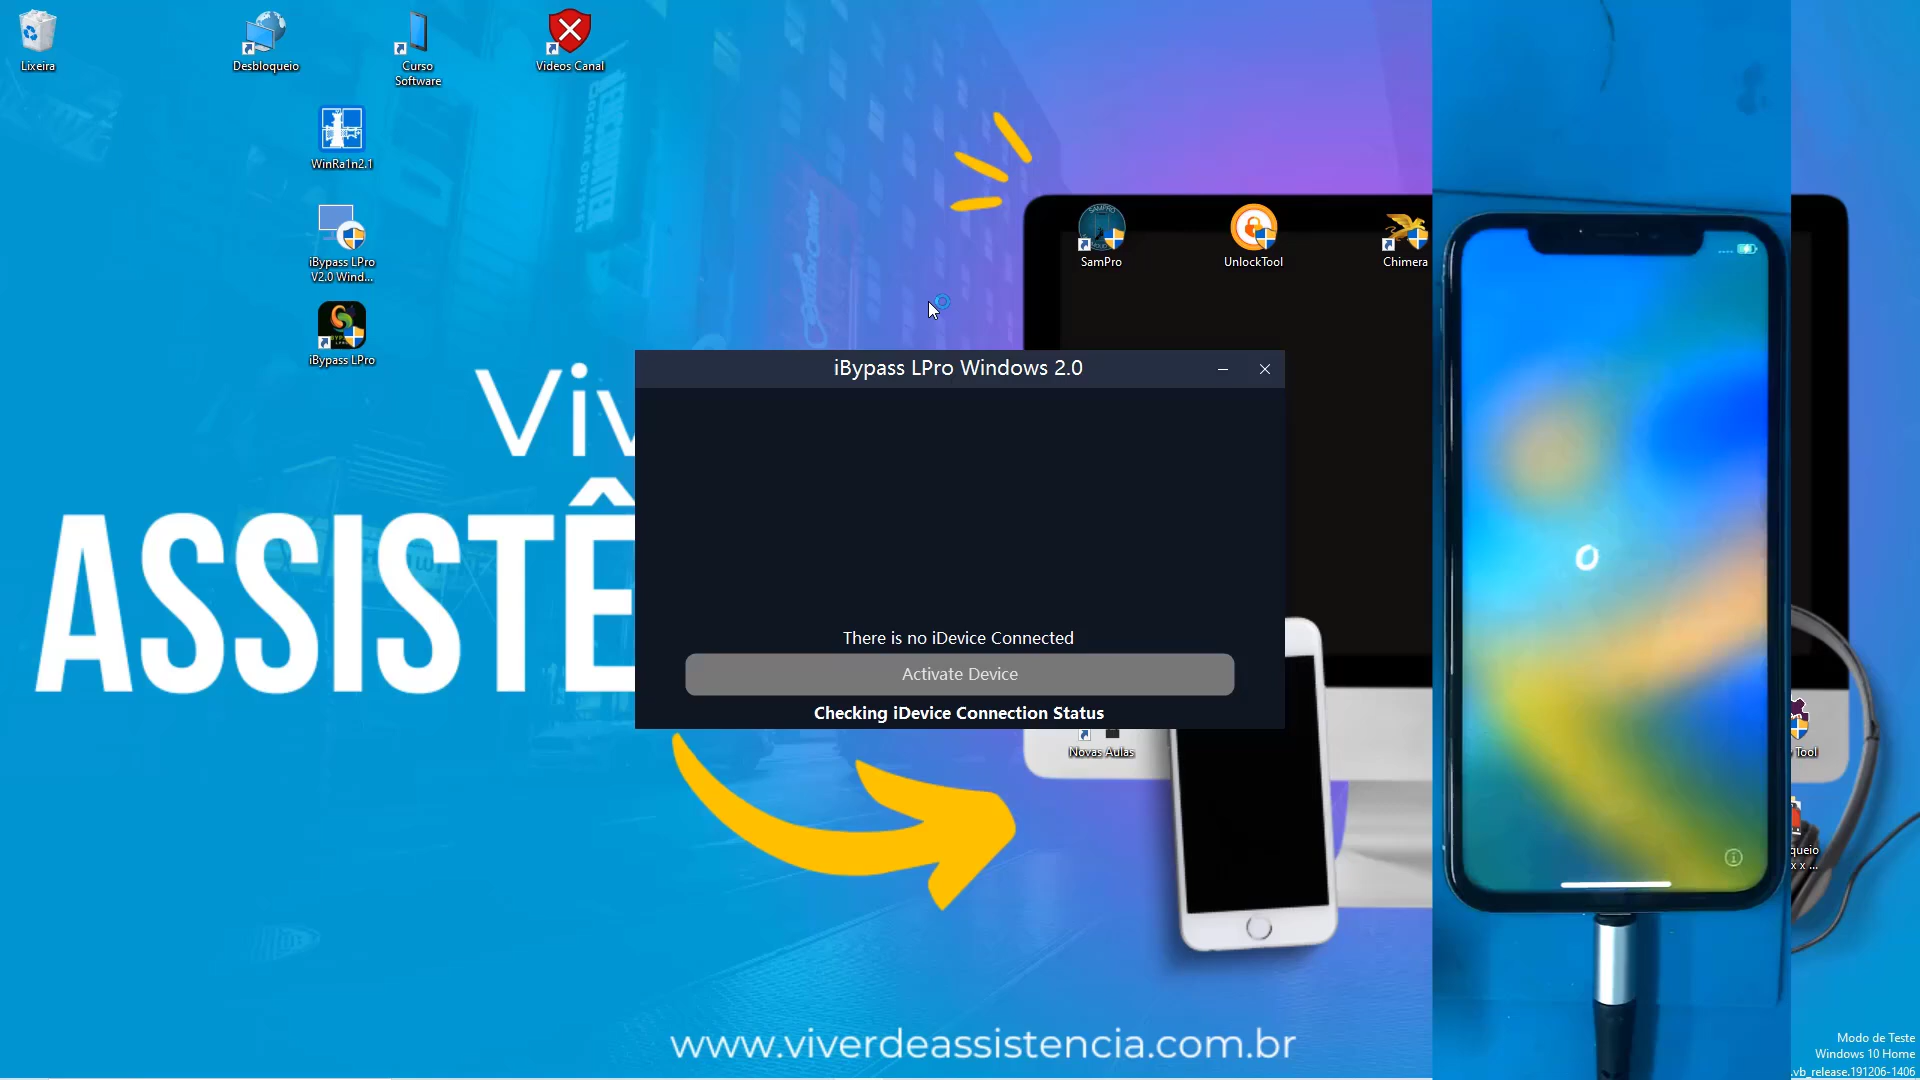 Lixeira
Desbloqueio
Curso
Software
Videos Canal
WinRa1n2.1
iBypass LPro
V2.0 Wind...
iBypass LPro
SamPro
UnlockTool
Chimera
Viv
ASSISTÊ
iBypass LPro Windows 2.0
There is no iDevice Connected
Activate Device
Checking iDevice Connection Status
Novas Aulas
Tool
queio
x x ...
www.viverdeassistencia.com.br
Modo de Teste
Windows 10 Home
.vb_release.191206-1406